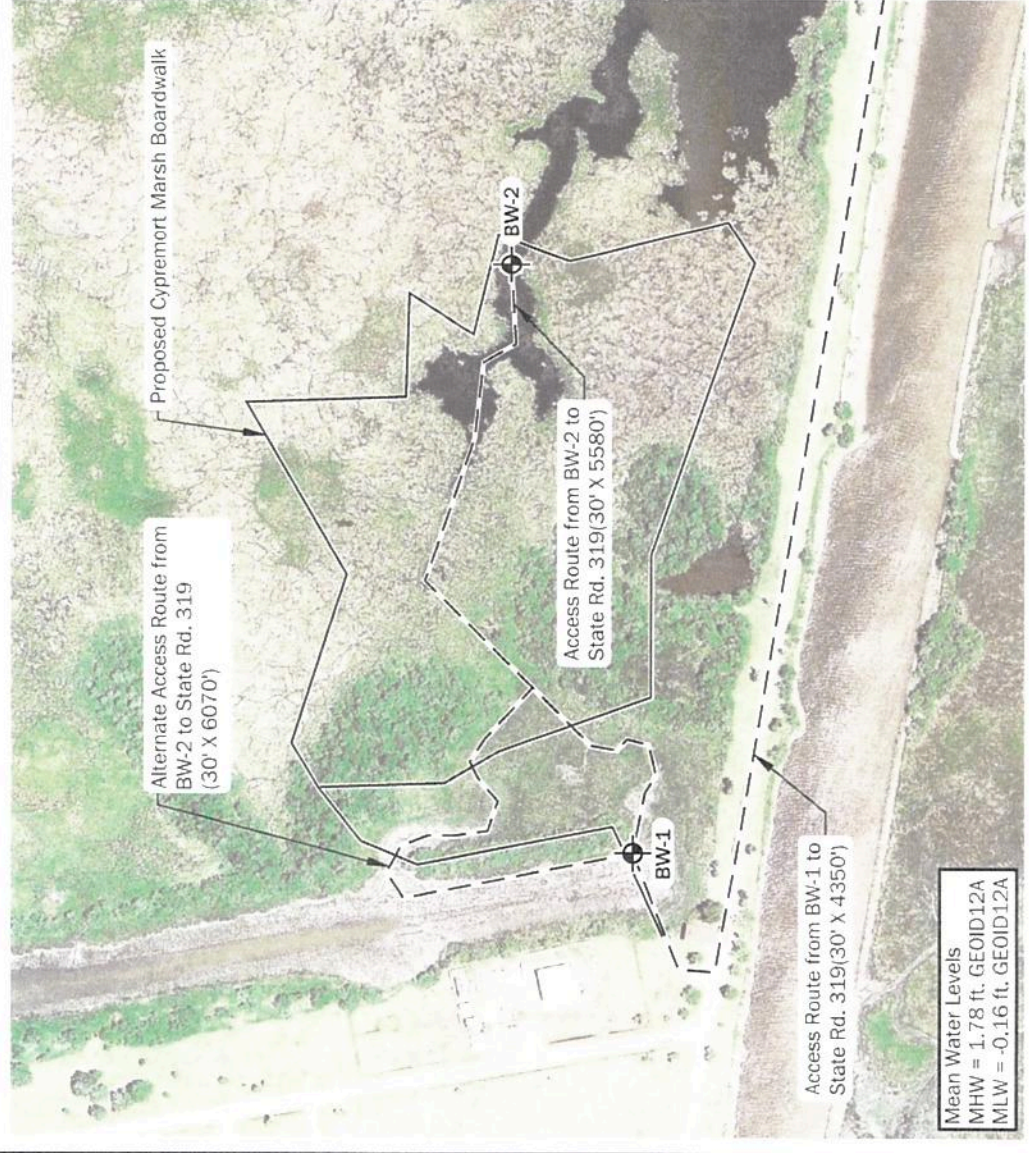 Proposed Cypremort Marsh Boardwalk
Alternate Access Route from
BW-2 to State Rd. 319
(30' X 6070')
BW-2
Access Route from BW-2 to
State Rd. 319(30' X 5580')
BW-1
Access Route from BW-1 to
State Rd. 319(30' X 4350')
Mean Water Levels
MHW = 1.78 ft. GEOID12A
MLW = -0.16 ft. GEOID12A